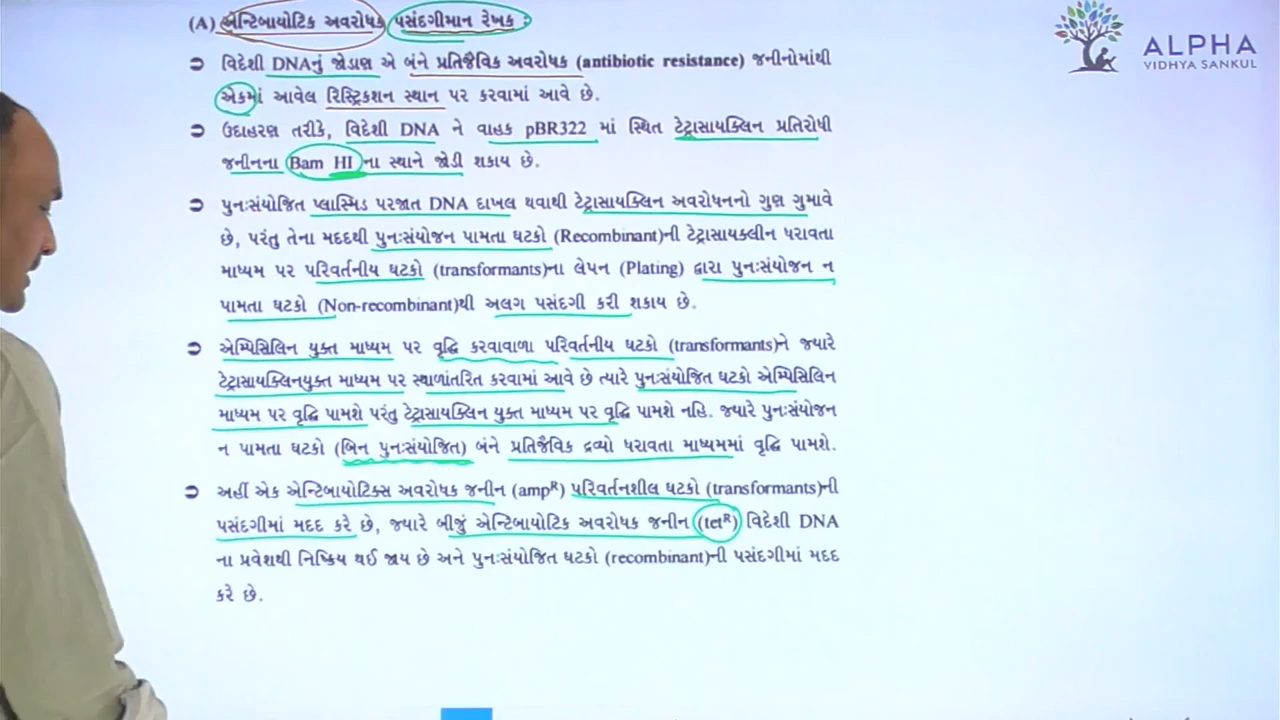 (A) એન્ટિબાયોટિક અવરોધક પસંદગીમાન રેખક :
ALPHA
VIDHYA SANKUL
➲ વિદેશી DNAનું જોડાણ એ બંને પ્રતિજૈવિક અવરોધક (antibiotic resistance) જનીનોમાંથી
એકમાં આવેલ રિસ્ટ્રિક્શન સ્થાન પર કરવામાં આવે છે.
➲ ઉદાહરણ તરીકે, વિદેશી DNA ને વાહક pBR322 માં સ્થિત ટેટ્રાસાયક્લિન પ્રતિરોધી
જનીનના Bam HI ના સ્થાને જોડી શકાય છે.
➲ પુનઃસંયોજિત પ્લાસ્મિડ પરજાત DNA દાખલ થવાથી ટેટ્રાસાયક્લિન અવરોધનનો ગુણ ગુમાવે
છે, પરંતુ તેના મદદથી પુનઃસંયોજન પામતા ઘટકો (Recombinant)ની ટેટ્રાસાયક્લીન ધરાવતા
માધ્યમ પર પરિવર્તનીય ઘટકો (transformants)ના લેપન (Plating) દ્વારા પુનઃસંયોજન ન
પામતા ઘટકો (Non-recombinant)થી અલગ પસંદગી કરી શકાય છે.
➲ એમ્પિસિલિન યુક્ત માધ્યમ પર વૃદ્ધિ કરવાવાળા પરિવર્તનીય ઘટકો (transformants)ને જ્યારે
ટેટ્રાસાયક્લિનયુક્ત માધ્યમ પર સ્થાળાંતરિત કરવામાં આવે છે ત્યારે પુનઃસંયોજિત ઘટકો એમ્પિસિલિન
માધ્યમ પર વૃદ્ધિ પામશે પરંતુ ટેટ્રાસાયક્લિન યુક્ત માધ્યમ પર વૃદ્ધિ પામશે નહિ. જ્યારે પુનઃસંયોજન
ન પામતા ઘટકો (બિન પુનઃસંયોજિત) બંને પ્રતિજૈવિક દ્રવ્યો ધરાવતા માધ્યમમાં વૃદ્ધિ પામશે.
➲ અહીં એક એન્ટિબાયોટિક્સ અવરોધક જનીન (ampᴿ) પરિવર્તનશીલ ઘટકો (transformants)ની
પસંદગીમાં મદદ કરે છે, જ્યારે બીજું એન્ટિબાયોટિક અવરોધક જનીન (tetᴿ) વિદેશી DNA
ના પ્રવેશથી નિષ્ક્રિય થઈ જાય છે અને પુનઃસંયોજિત ઘટકો (recombinant)ની પસંદગીમાં મદદ
કરે છે.